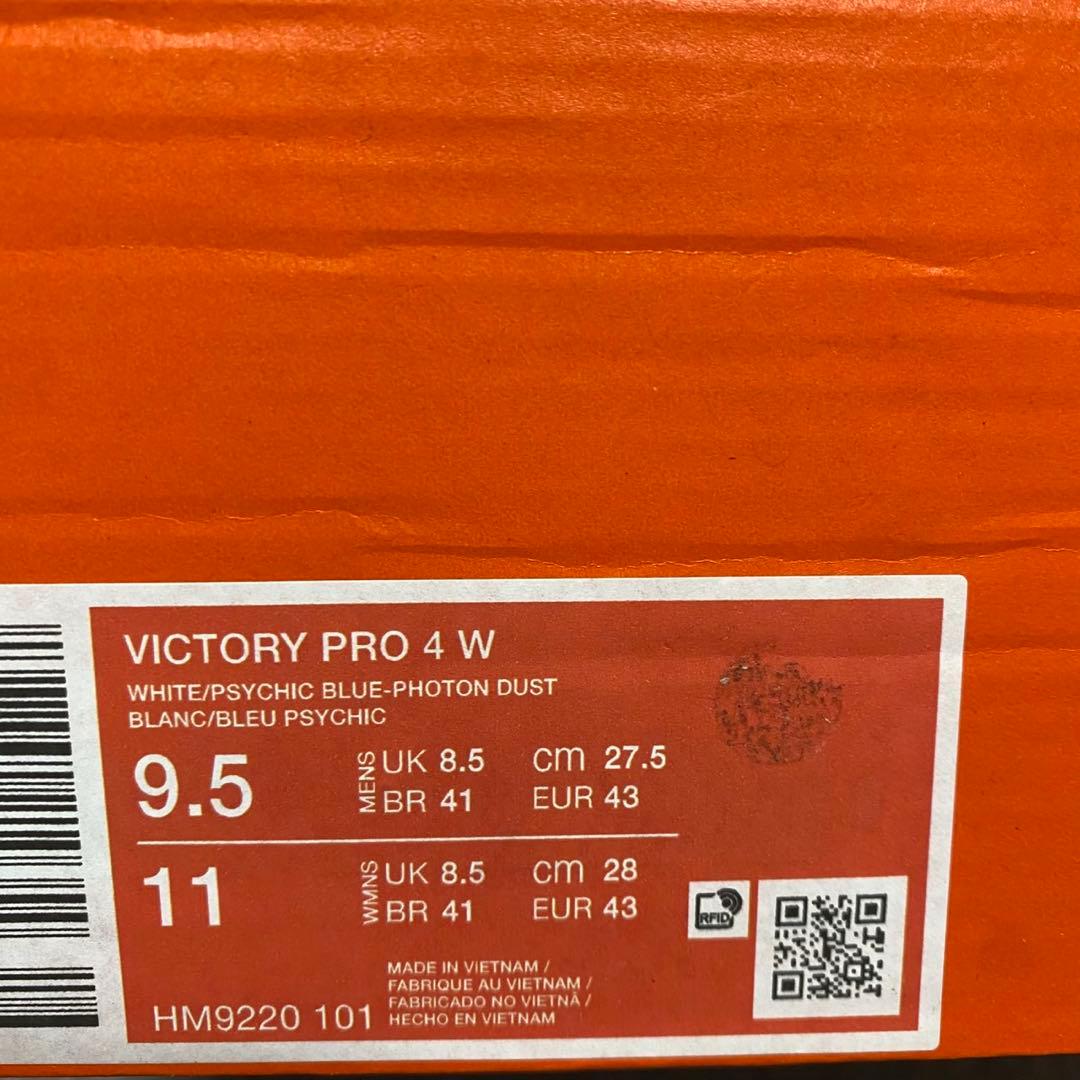 VICTORY PRO 4 W
WHITE/PSYCHIC BLUE-PHOTON DUST
BLANC/BLEU PSYCHIC
9.5 MENS UK 8.5 cm 27.5
BR 41 EUR 43
11 WMNS UK 8.5 cm 28
BR 41 EUR 43
RFID
MADE IN VIETNAM /
FABRIQUE AU VIETNAM /
FABRICADO NO VIETNÃ /
HECHO EN VIETNAM
HM9220 101